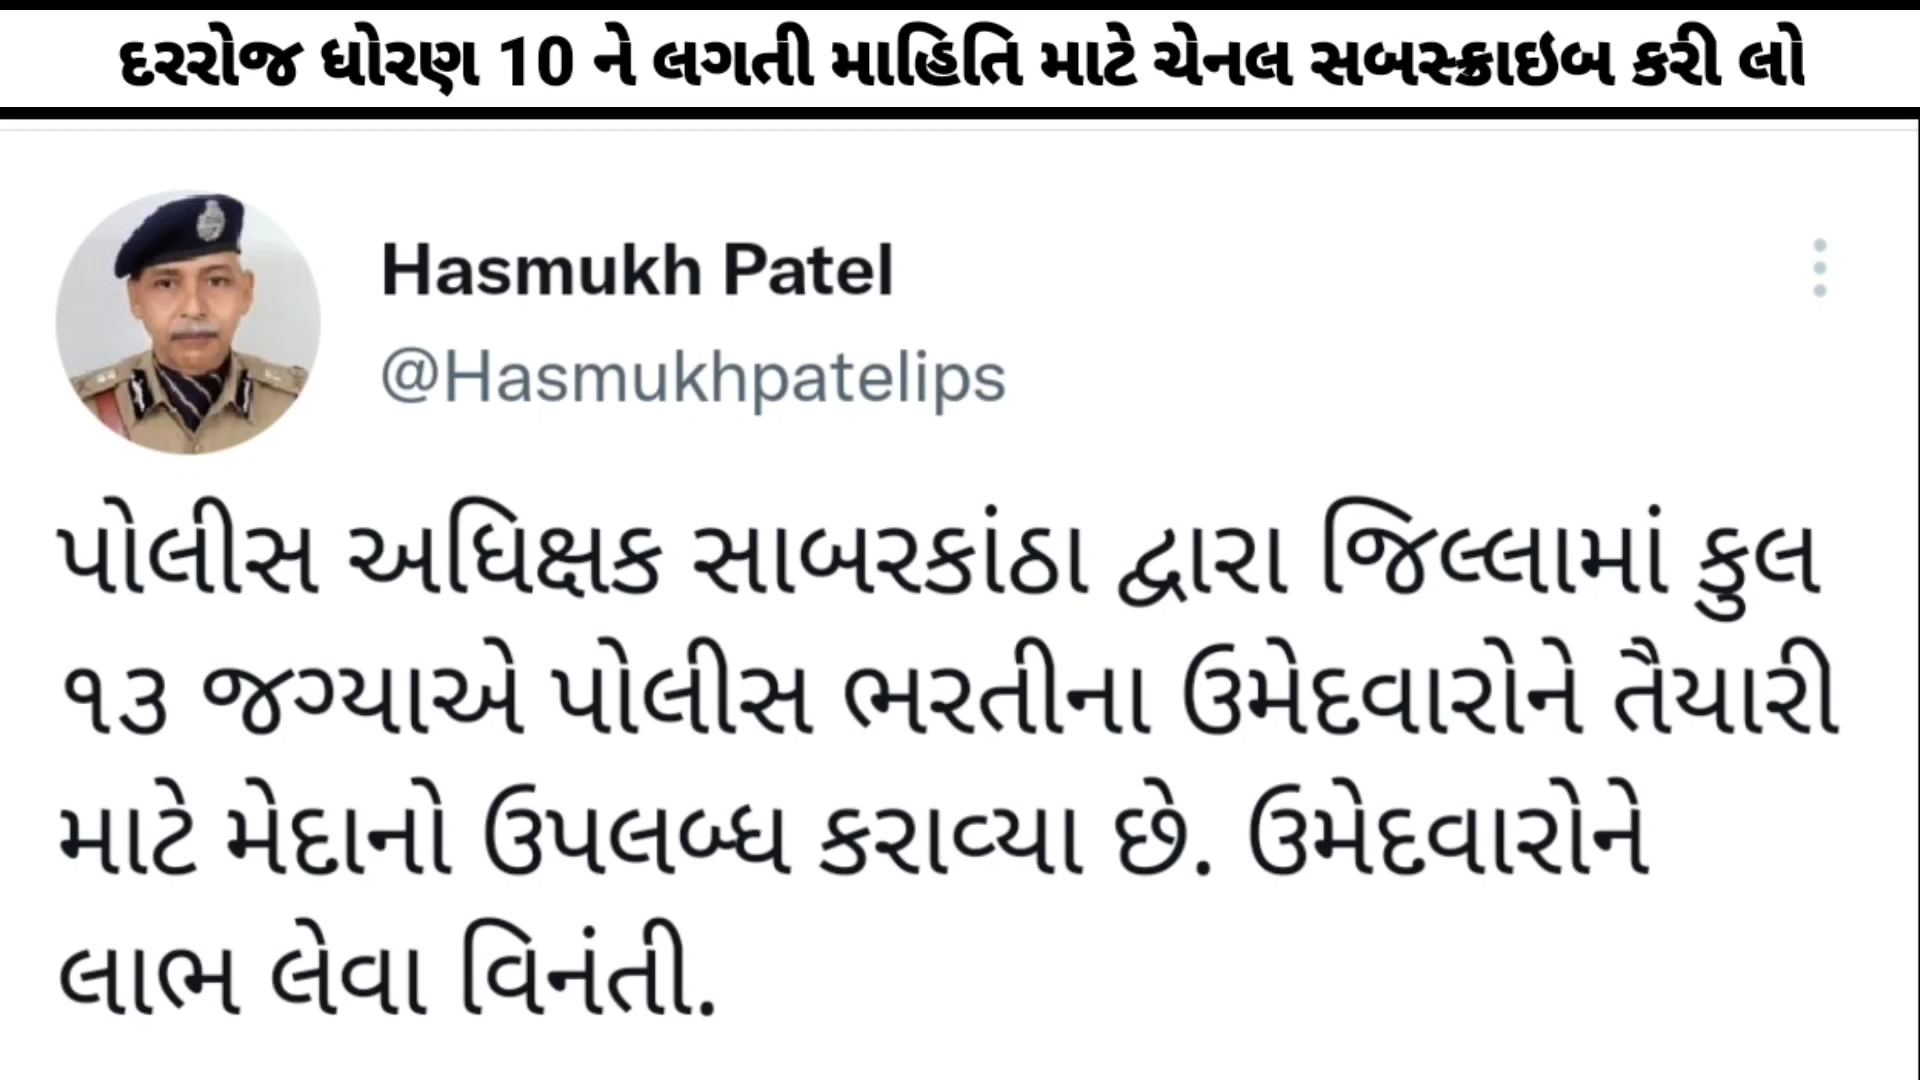 દરરોજ ધોરણ 10 ને લગતી માહિતિ માટે ચેનલ સબસ્ક્રાઇબ કરી લો
Hasmukh Patel
@Hasmukhpatelips
પોલીસ અધિક્ષક સાબરકાંઠા દ્વારા જિલ્લામાં કુલ
૧૩ જગ્યાએ પોલીસ ભરતીના ઉમેદવારોને તૈયારી
માટે મેદાનો ઉપલબ્ધ કરાવ્યા છે. ઉમેદવારોને
લાભ લેવા વિનંતી.